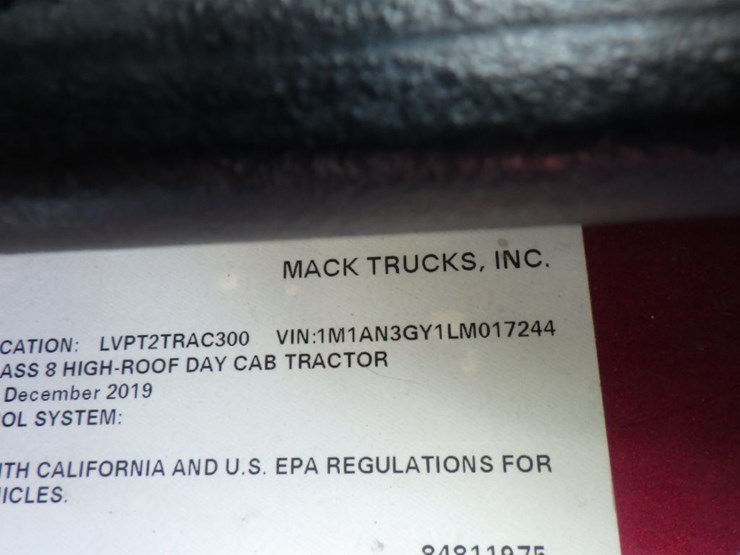 MACK TRUCKS, INC.
CATION: LVPT2TRAC300 VIN:1M1AN3GY1LM017244
ASS 8 HIGH-ROOF DAY CAB TRACTOR
December 2019
OL SYSTEM:
ITH CALIFORNIA AND U.S. EPA REGULATIONS FOR
ICLES.
84811975